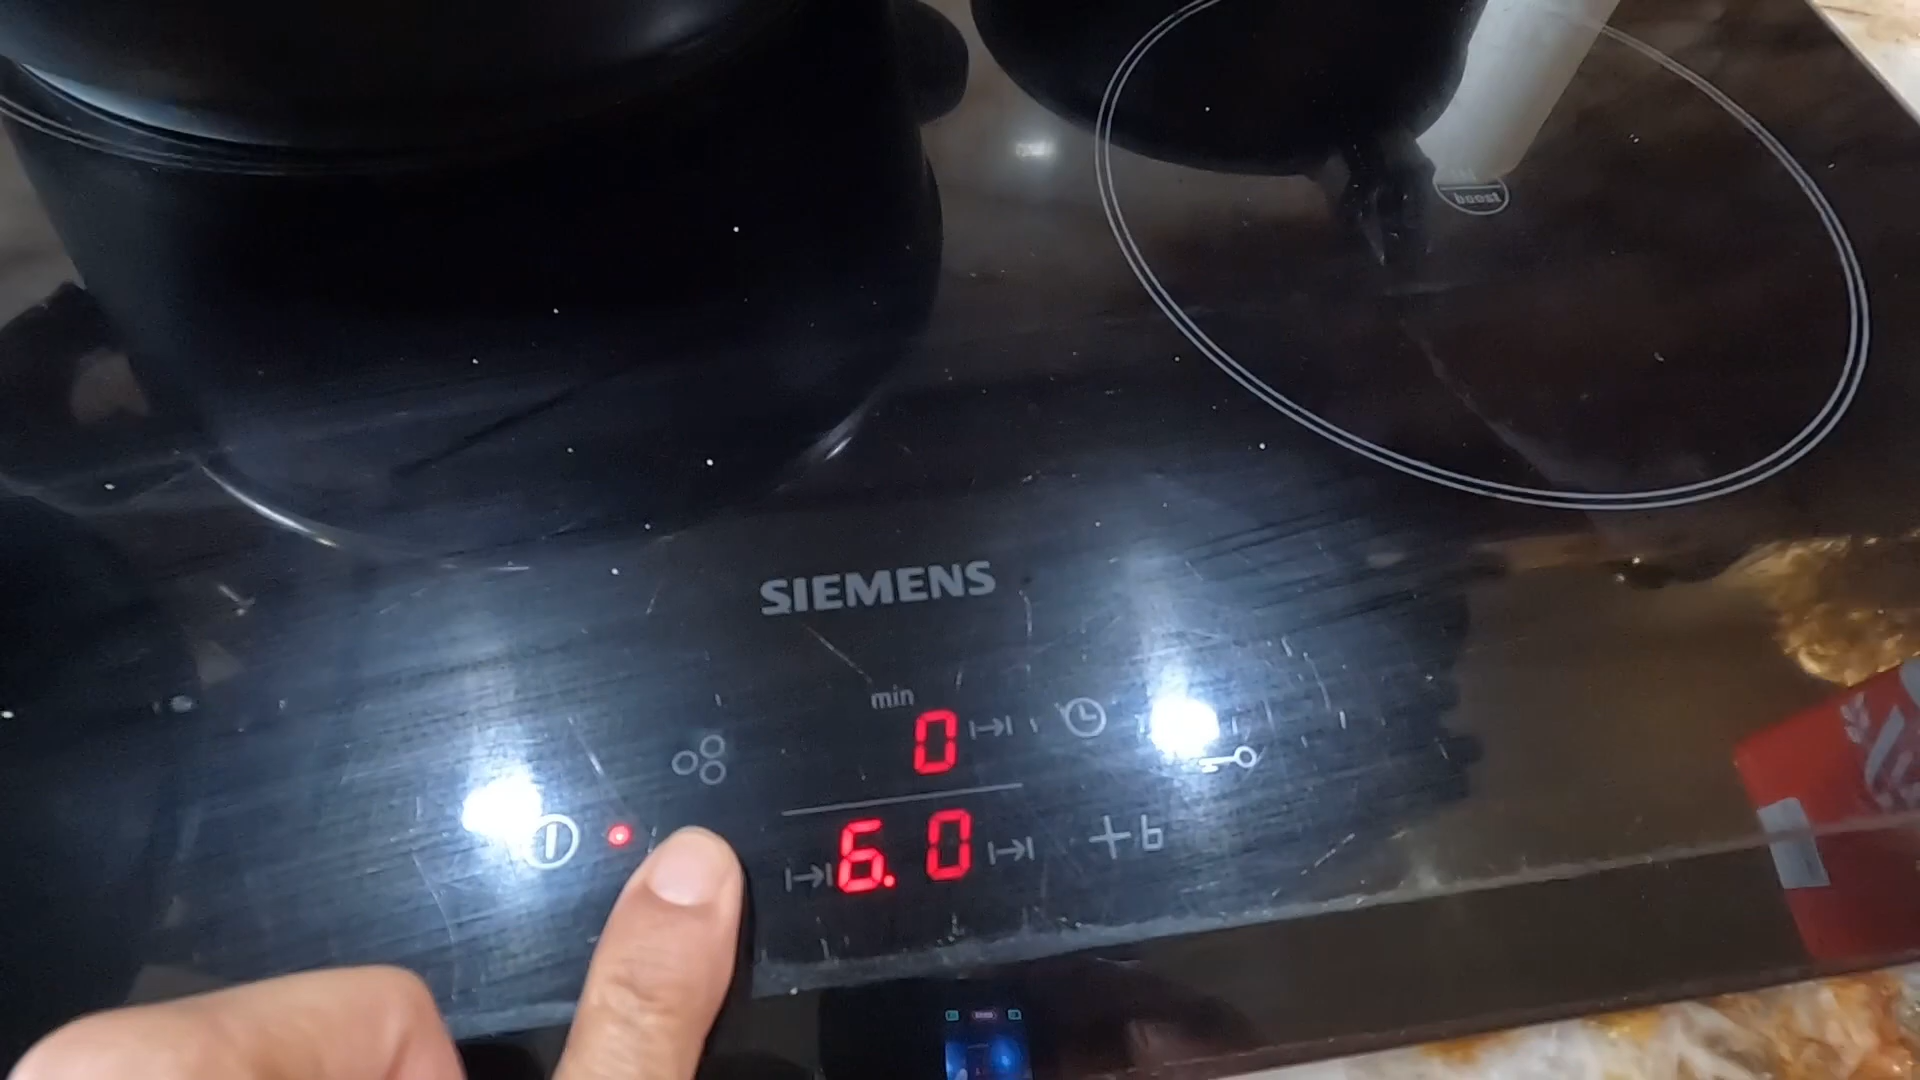 boost
SIEMENS
min
0
6. 0
+ b